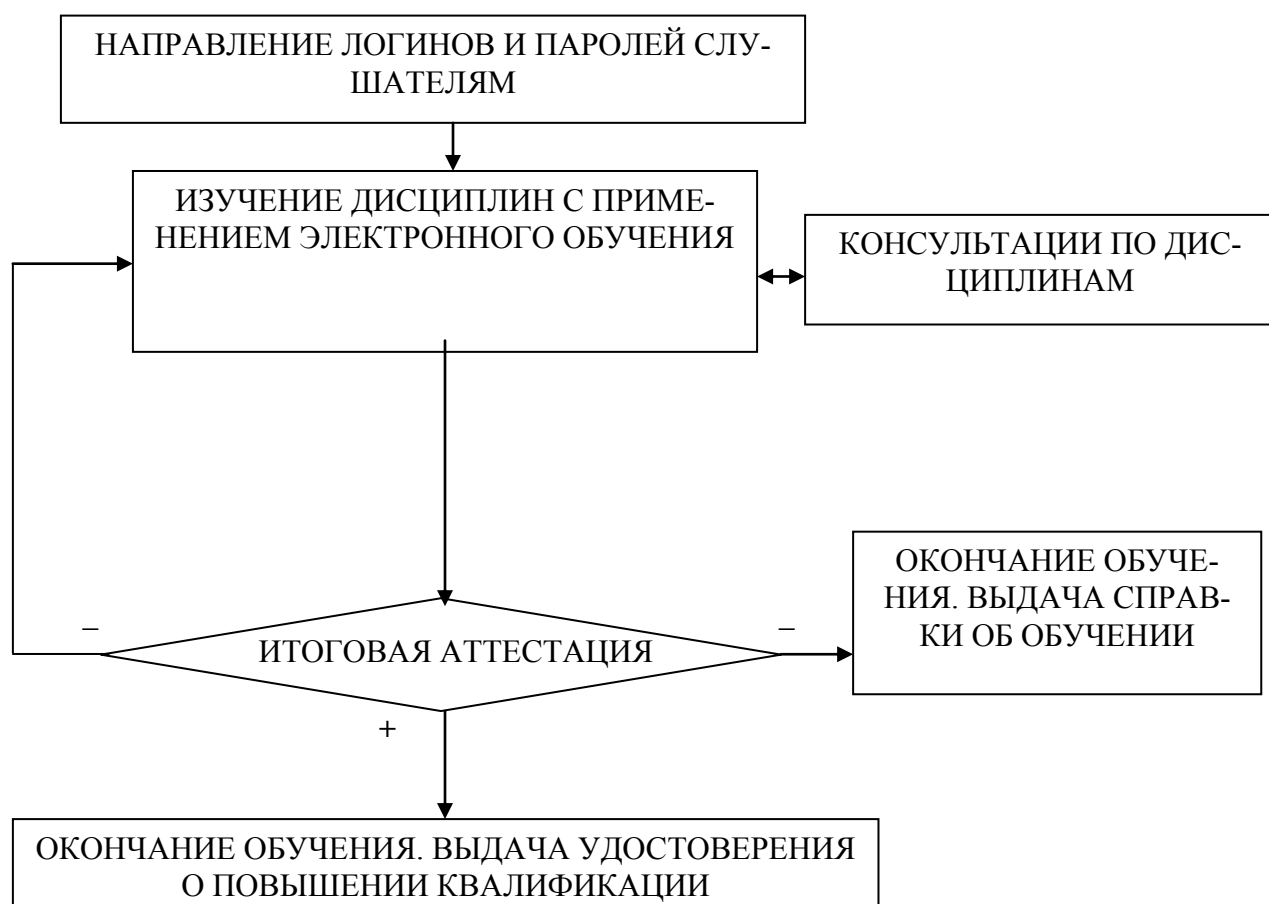 НАПРАВЛЕНИЕ ЛОГИНОВ И ПАРОЛЕЙ СЛУ-
ШАТЕЛЯМ
ИЗУЧЕНИЕ ДИСЦИПЛИН С ПРИМЕ-
НЕНИЕМ ЭЛЕКТРОННОГО ОБУЧЕНИЯ
КОНСУЛЬТАЦИИ ПО ДИС-
ЦИПЛИНАМ
ОКОНЧАНИЕ ОБУЧЕ-
НИЯ. ВЫДАЧА СПРАВ-
КИ ОБ ОБУЧЕНИИ
–
ИТОГОВАЯ АТТЕСТАЦИЯ
–
+
ОКОНЧАНИЕ ОБУЧЕНИЯ. ВЫДАЧА УДОСТОВЕРЕНИЯ
О ПОВЫШЕНИИ КВАЛИФИКАЦИИ